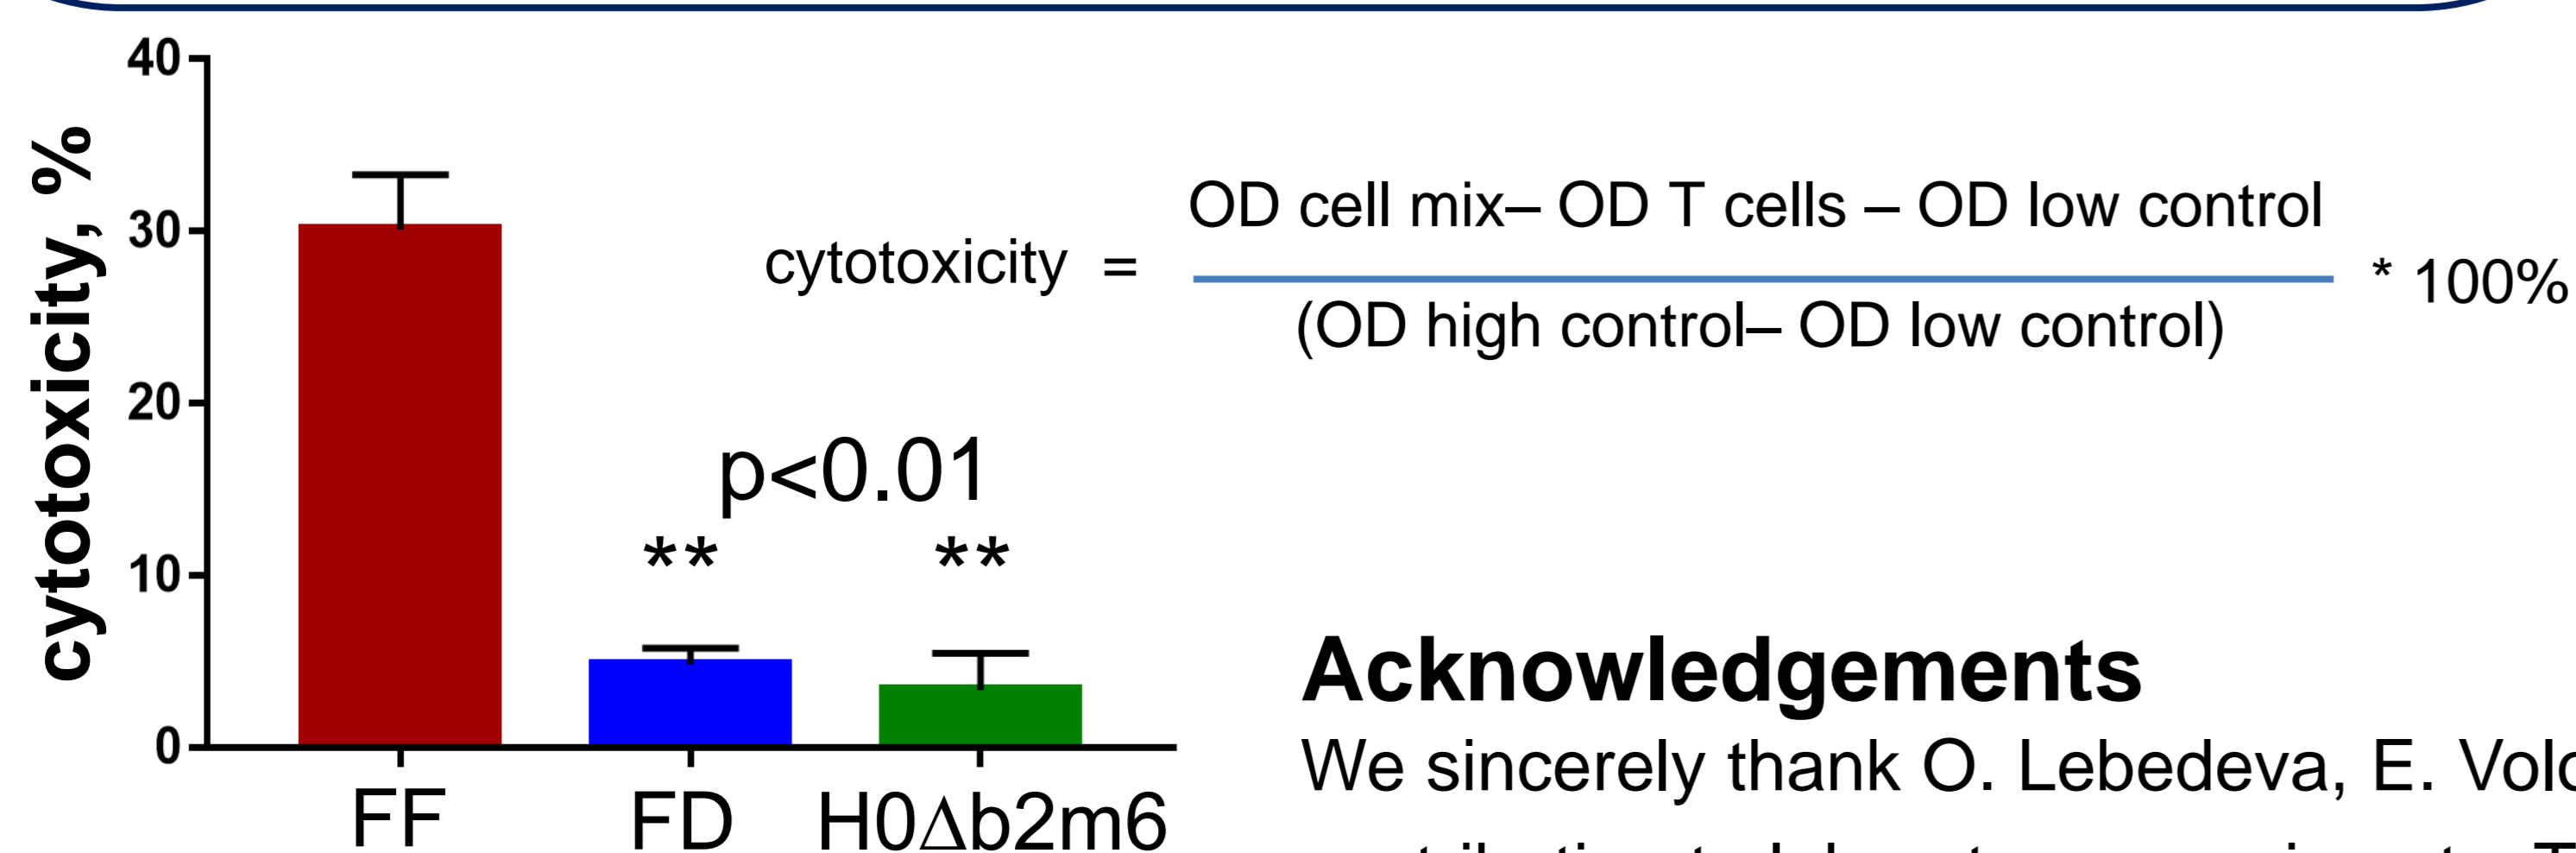 40
30
20
10
0
cytotoxicity, %
p<0.01
** **
FF FD H0Δb2m6
OD cell mix– OD T cells – OD low control
cytotoxicity =
* 100%
(OD high control– OD low control)
Acknowledgements
We sincerely thank O. Lebedeva, E.